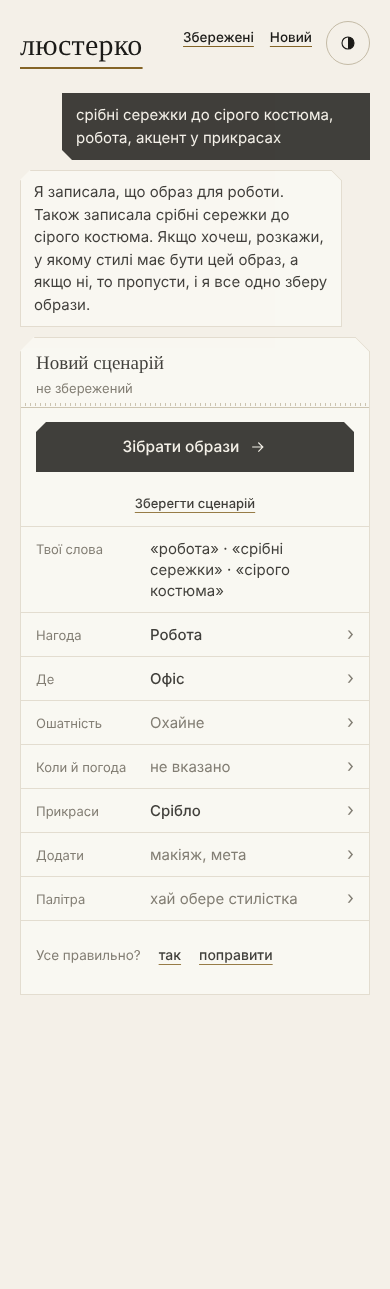 люстерко
Збережені Новий
срібні сережки до сірого костюма,
робота, акцент у прикрасах
Я записала, що образ для роботи.
Також записала срібні сережки до
сірого костюма. Якщо хочеш, розкажи,
у якому стилі має бути цей образ, а
якщо ні, то пропусти, і я все одно зберу
образи.
Новий сценарій
не збережений
Зібрати образи →
Зберегти сценарій
Твої слова «робота» · «срібні
сережки» · «сірого
костюма»
Нагода Робота
Де Офіс
Ошатність Охайне
Коли й погода не вказано
Прикраси Срібло
Додати макіяж, мета
Палітра хай обере стилістка
Усе правильно? так поправити